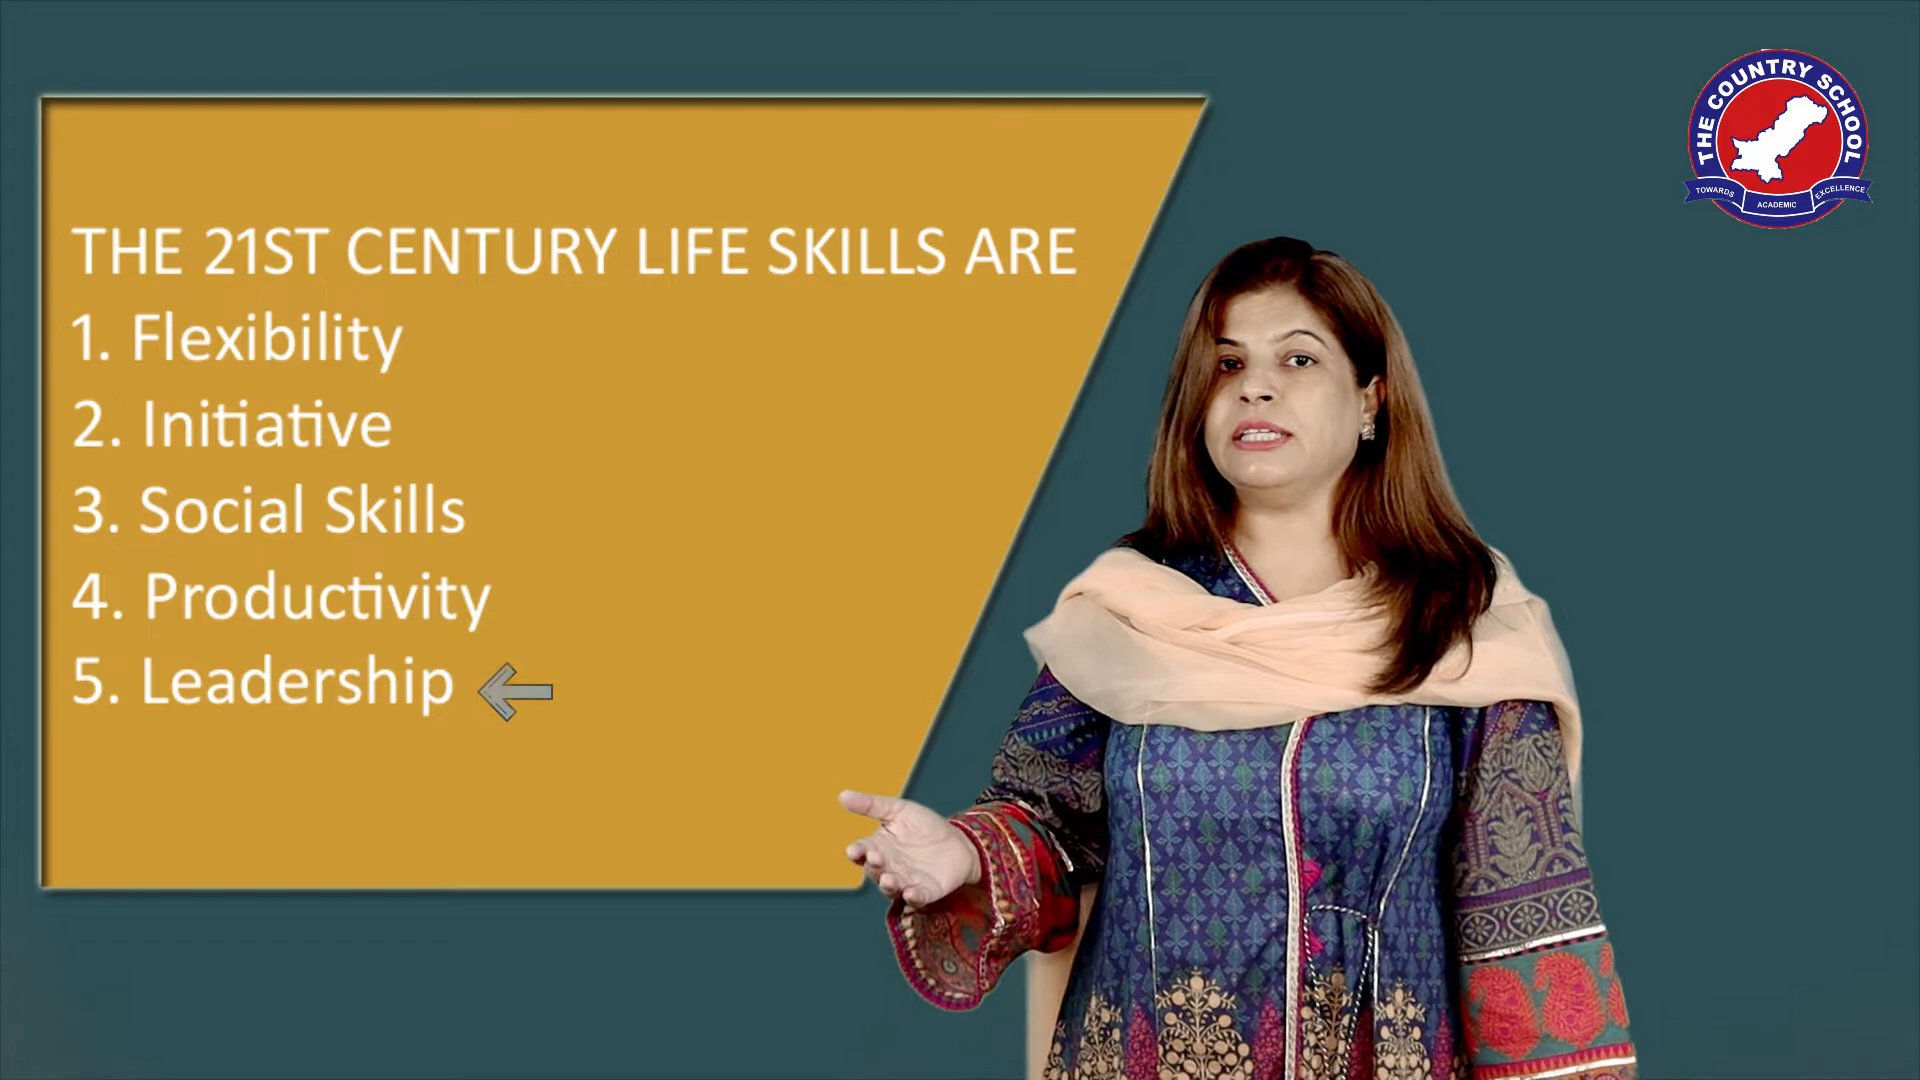 THE 21ST CENTURY LIFE SKILLS ARE
1. Flexibility
2. Initiative
3. Social Skills
4. Productivity
5. Leadership
THE COUNTRY SCHOOL
TOWARDS ACADEMIC EXCELLENCE